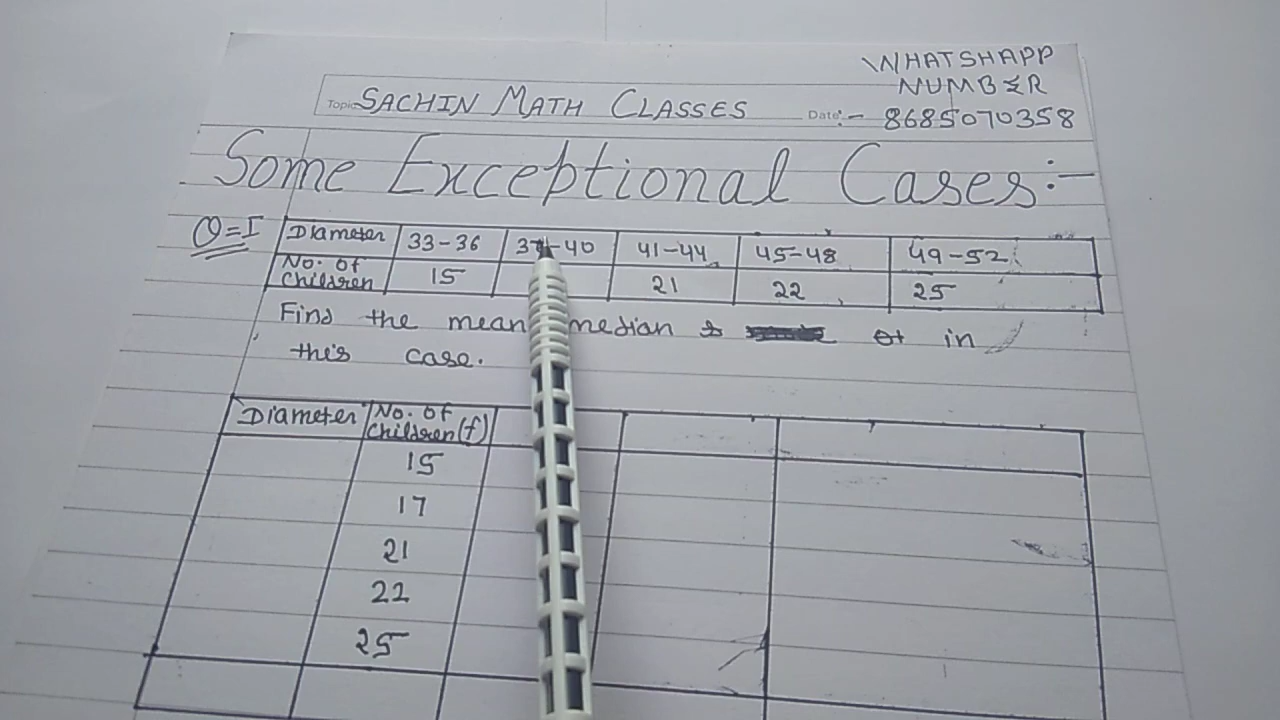 WHATSHAPP
NUMBER
Topic SACHIN MATH CLASSES Date:- 8685070358
Some Exceptional Cases:-
Q=I Diameter 33-36 37-40 41-44 45-48 49-52
No. Of Children 15 21 22 25
Find the mean median & in
this case.
Diameter No. Of Children (f)
15
17
21
22
25